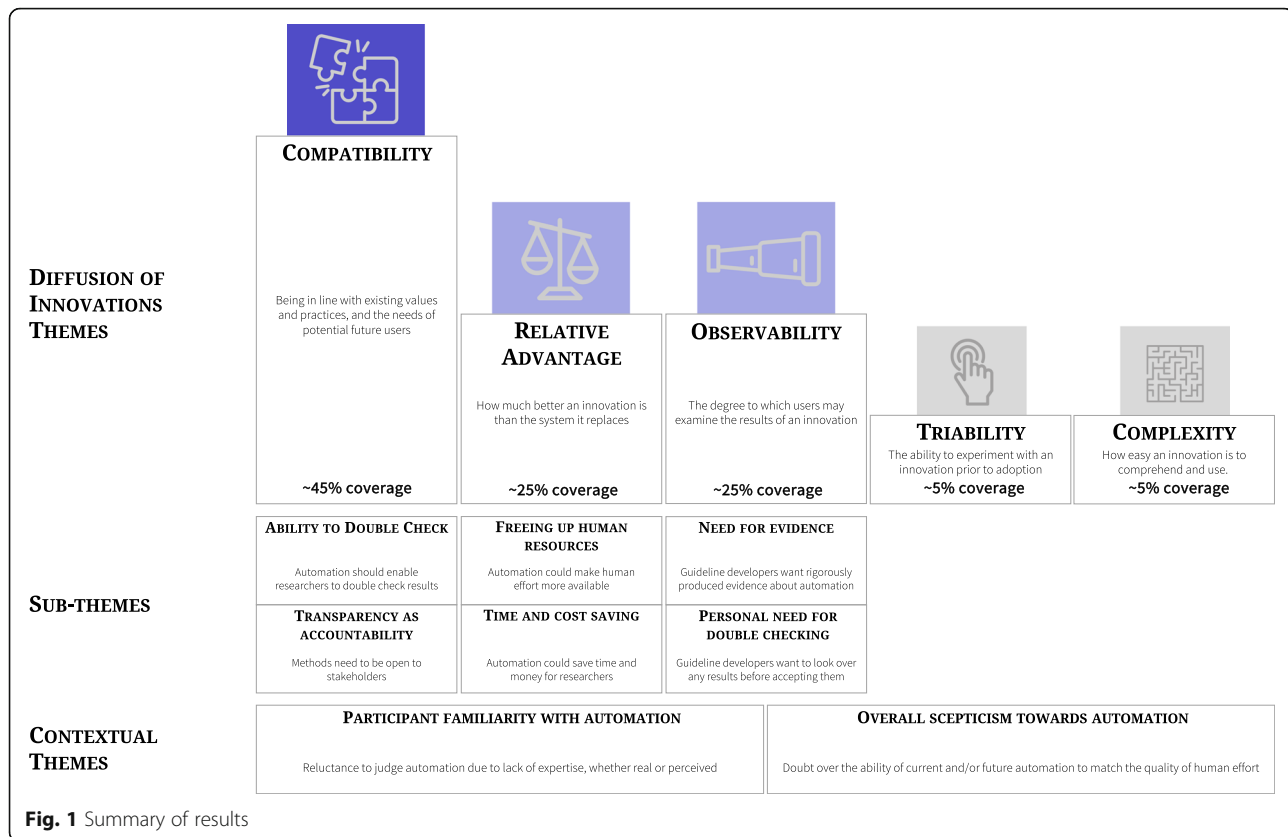 COMPATIBILITY
Being in line with existing values
and practices, and the needs of
potential future users
~45% coverage
DIFFUSION OF
INNOVATIONS
THEMES
RELATIVE
ADVANTAGE
How much better an innovation is
than the system it replaces
~25% coverage
OBSERVABILITY
The degree to which users may
examine the results of an innovation
~25% coverage
TRIABILITY
The ability to experiment with an
innovation prior to adoption
~5% coverage
COMPLEXITY
How easy an innovation is to
comprehend and use.
~5% coverage
SUB-THEMES
ABILITY TO DOUBLE CHECK
Automation should enable
researchers to double check results
FREEING UP HUMAN
RESOURCES
Automation could make human
effort more available
NEED FOR EVIDENCE
Guideline developers want rigorously
produced evidence about automation
TRANSPARENCY AS
ACCOUNTABILITY
Methods need to be open to
stakeholders
TIME AND COST SAVING
Automation could save time and
money for researchers
PERSONAL NEED FOR
DOUBLE CHECKING
Guideline developers want to look over
any results before accepting them
CONTEXTUAL
THEMES
PARTICIPANT FAMILIARITY WITH AUTOMATION
Reluctance to judge automation due to lack of expertise, whether real or perceived
OVERALL SCEPTICISM TOWARDS AUTOMATION
Doubt over the ability of current and/or future automation to match the quality of human effort
Fig. 1 Summary of results